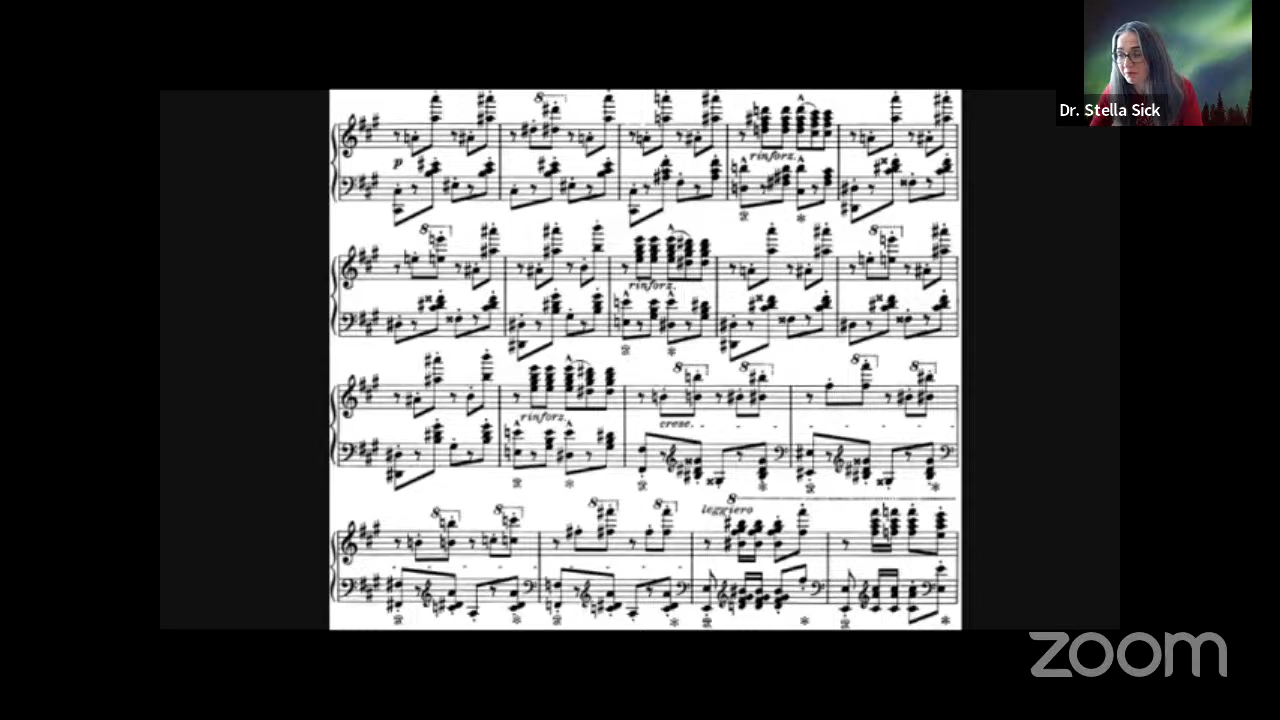 Dr. Stella Sick
8
p
rinforz.
8
8
rinforz.
8 8
rinforz.
cresc.
8 8 8 8 8
leggiero
zoom